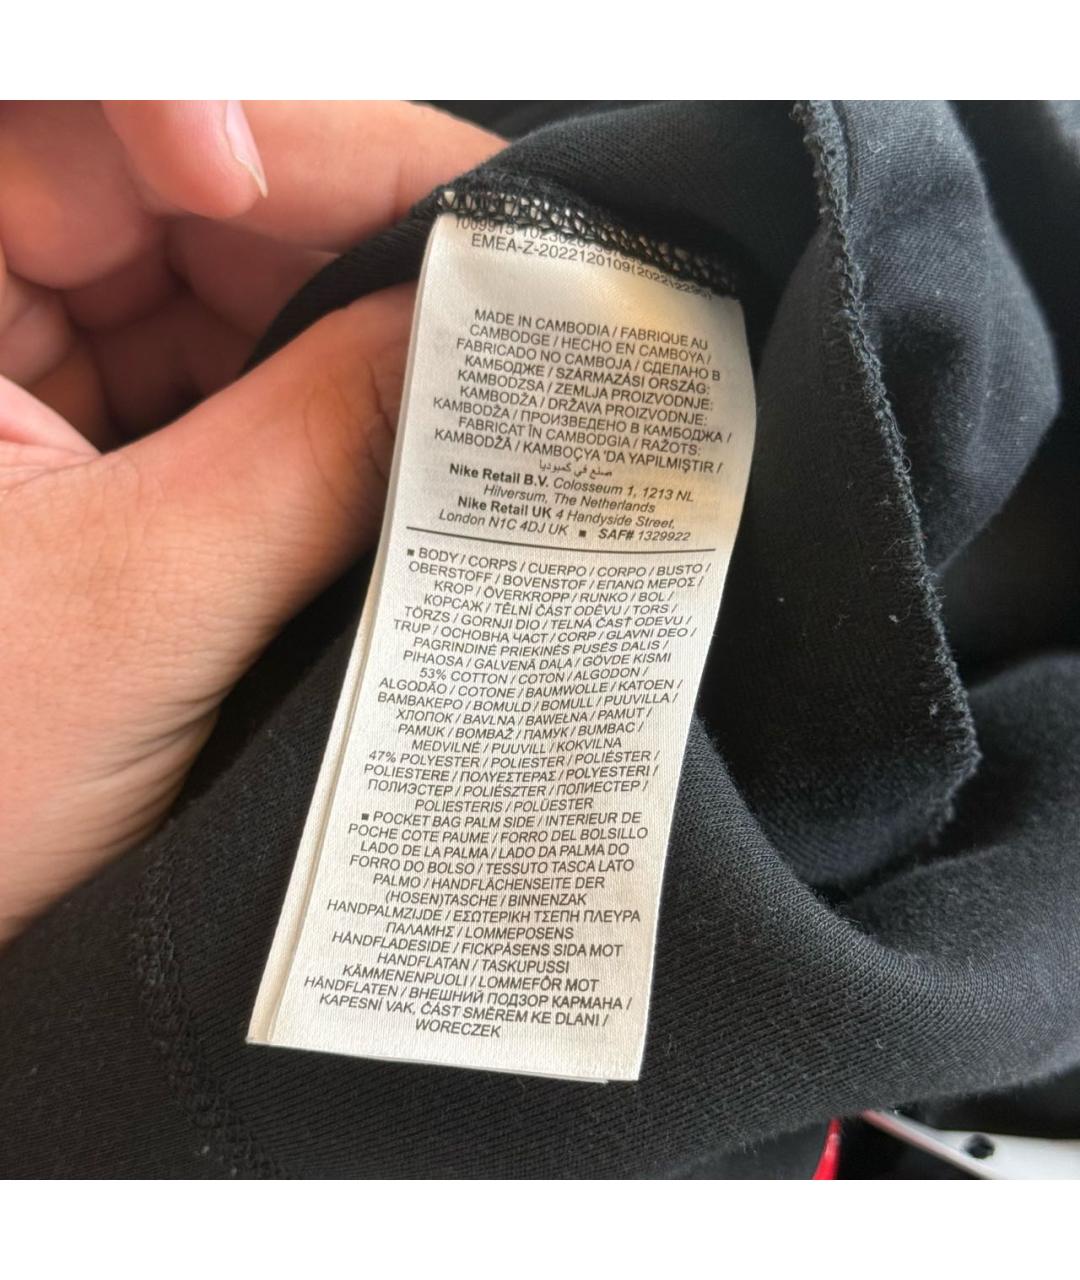 EMEA-Z-2022120109
MADE IN CAMBODIA / FABRIQUE AU
CAMBODGE / HECHO EN CAMBOYA /
FABRICADO NO CAMBOJA / СДЕЛАНО В
КАМБОДЖЕ / SZÁRMAZÁSI ORSZÁG:
KAMBODZSA / ZEMLJA PROIZVODNJE:
KAMBODŽA / DRŽAVA PROIZVODNJE:
KAMBODŽA / ПРОИЗВЕДЕНО В КАМБОДЖА /
FABRICAT ÎN CAMBODGIA / RAŽOTS:
KAMBODŽĀ / KAMBOÇYA 'DA YAPILMIŞTIR /
صنع في كمبوديا
Nike Retail B.V. Colosseum 1, 1213 NL
Hilversum, The Netherlands
Nike Retail UK 4 Handyside Street,
London N1C 4DJ UK ■ SAF# 1329922
■ BODY / CORPS / CUERPO / CORPO / BUSTO /
OBERSTOFF / BOVENSTOF / ΕΠΑΝΩ ΜΕΡΟΣ /
KROP / ÖVERKROPP / RUNKO / BOL /
КОРСАЖ / TĚLNÍ ČÁST ODĚVU / TORS /
TÖRZS / GORNJI DIO / TELNÁ ČASŤ ODEVU /
TRUP / ОСНОВНА ЧАСТ / CORP / GLAVNI DEO /
PAGRINDINĖ PRIEKINĖS PUSĖS DALIS /
PIHAOSA / GALVENĀ DAĻA / GÖVDE KISMI
53% COTTON / COTON / ALGODON /
ALGODÃO / COTONE / BAUMWOLLE / KATOEN /
ΒΑΜΒΑΚΕΡΟ / BOMULD / BOMULL / PUUVILLA /
ХЛОПОК / BAVLNA / BAWEŁNA / PAMUT /
PAMUK / BOMBAŽ / ПАМУК / BUMBAC /
MEDVILNĖ / PUUVILL / KOKVILNA
47% POLYESTER / POLIESTER / POLIÉSTER /
POLIESTERE / ΠΟΛΥΕΣΤΕΡΑΣ / POLYESTERI /
ПОЛИЭСТЕР / POLIÉSZTER / ПОЛИЕСТЕР /
POLIESTERIS / POLÜESTER
■ POCKET BAG PALM SIDE / INTERIEUR DE
POCHE COTE PAUME / FORRO DEL BOLSILLO
LADO DE LA PALMA / LADO DA PALMA DO
FORRO DO BOLSO / TESSUTO TASCA LATO
PALMO / HANDFLÄCHENSEITE DER
(HOSEN)TASCHE / BINNENZAK
HANDPALMZIJDE / ΕΣΩΤΕΡΙΚΗ ΤΣΕΠΗ ΠΛΕΥΡΑ
ΠΑΛΑΜΗΣ / LOMMEPOSENS
HÅNDFLADESIDE / FICKPÅSENS SIDA MOT
HANDFLATAN / TASKUPUSSI
KÄMMENENPUOLI / LOMMEFÔR MOT
HÅNDFLATEN / ВНЕШНИЙ ПОДЗОР КАРМАНА /
KAPESNÍ VAK, ČÁST SMĚREM KE DLANI /
WORECZEK